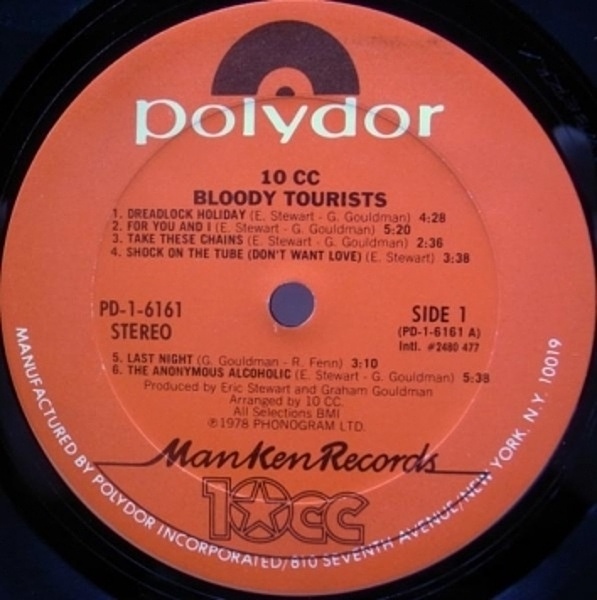 polydor
10 CC
BLOODY TOURISTS
1. DREADLOCK HOLIDAY (E. Stewart - G. Gouldman) 4:28
2. FOR YOU AND I (E. Stewart - G. Gouldman) 5:20
3. TAKE THESE CHAINS (E. Stewart - G. Gouldman) 2:36
4. SHOCK ON THE TUBE (DON'T WANT LOVE) (E. Stewart) 3:38
PD-1-6161
STEREO
SIDE 1
(PD-1-6161 A)
Intl. #2480 477
5. LAST NIGHT (G. Gouldman - R. Fenn) 3:10
6. THE ANONYMOUS ALCOHOLIC (E. Stewart - G. Gouldman) 5:38
Produced by Eric Stewart and Graham Gouldman
Arranged by 10 CC.
All Selections BMI
℗1978 PHONOGRAM LTD.
ManKen Records
10CC
MANUFACTURED BY POLYDOR INCORPORATED/810 SEVENTH AVENUE/NEW YORK. N.Y. 10019